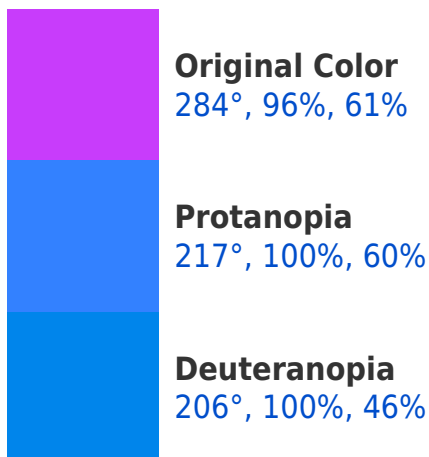 Original Color
284°, 96%, 61%
Protanopia
217°, 100%, 60%
Deuteranopia
206°, 100%, 46%